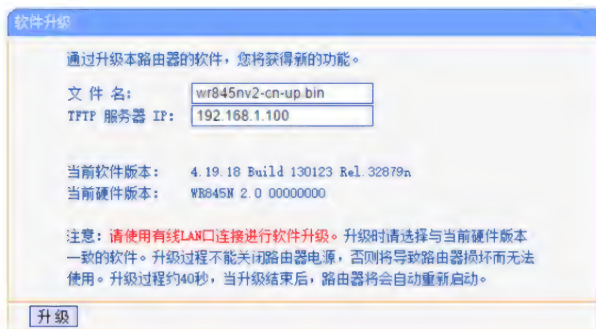 软件升级
通过升级本路由器的软件，您将获得新的功能。
文 件 名： wr845nv2-cn-up.bin
TFTP 服务器 IP： 192.168.1.100
当前软件版本： 4.19.18 Build 130123 Rel.32879n
当前硬件版本： WR845N 2.0 00000000
注意：请使用有线LAN口连接进行软件升级。升级时请选择与当前硬件版本
一致的软件。升级过程不能关闭路由器电源，否则将导致路由器损坏而无法
使用。升级过程约40秒，当升级结束后，路由器将会自动重新启动。
升级